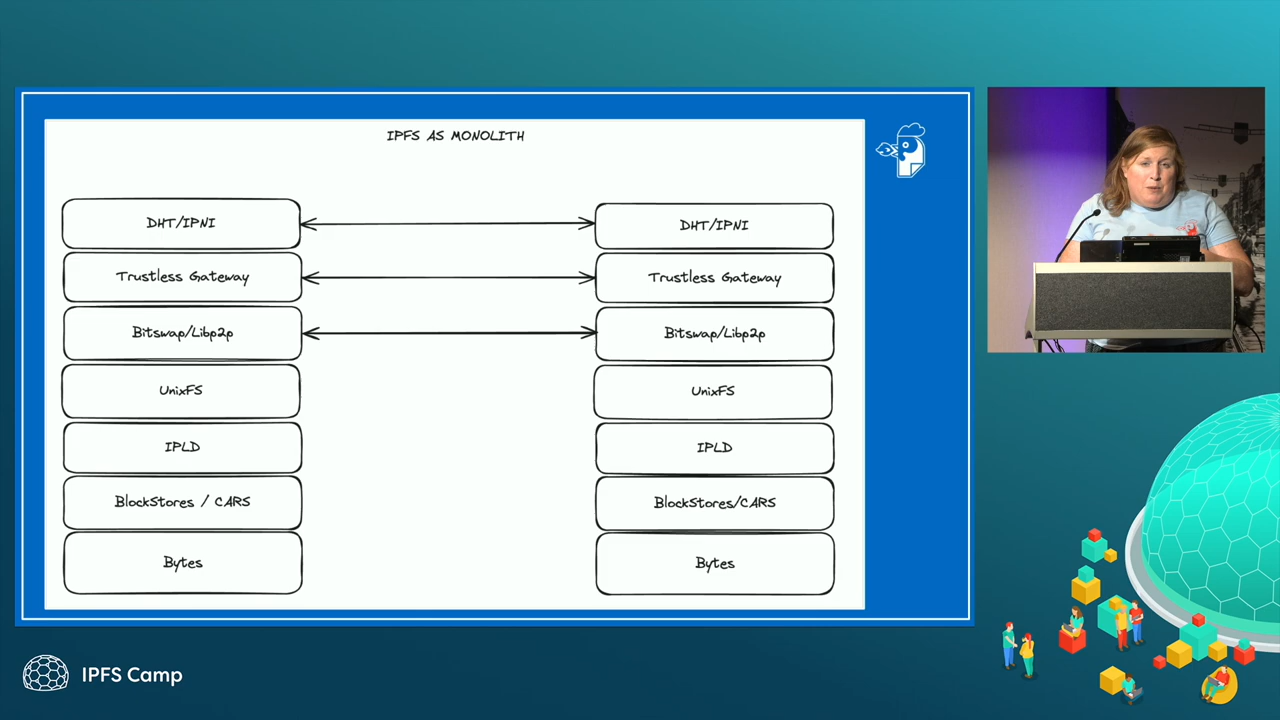 IPFS AS MONOLITH
DHT/IPNI
DHT/IPNI
Trustless Gateway
Trustless Gateway
Bitswap/Libp2p
Bitswap/Libp2p
UnixFS
UnixFS
IPLD
IPLD
BlockStores / CARS
BlockStores/CARS
Bytes
Bytes
IPFS Camp